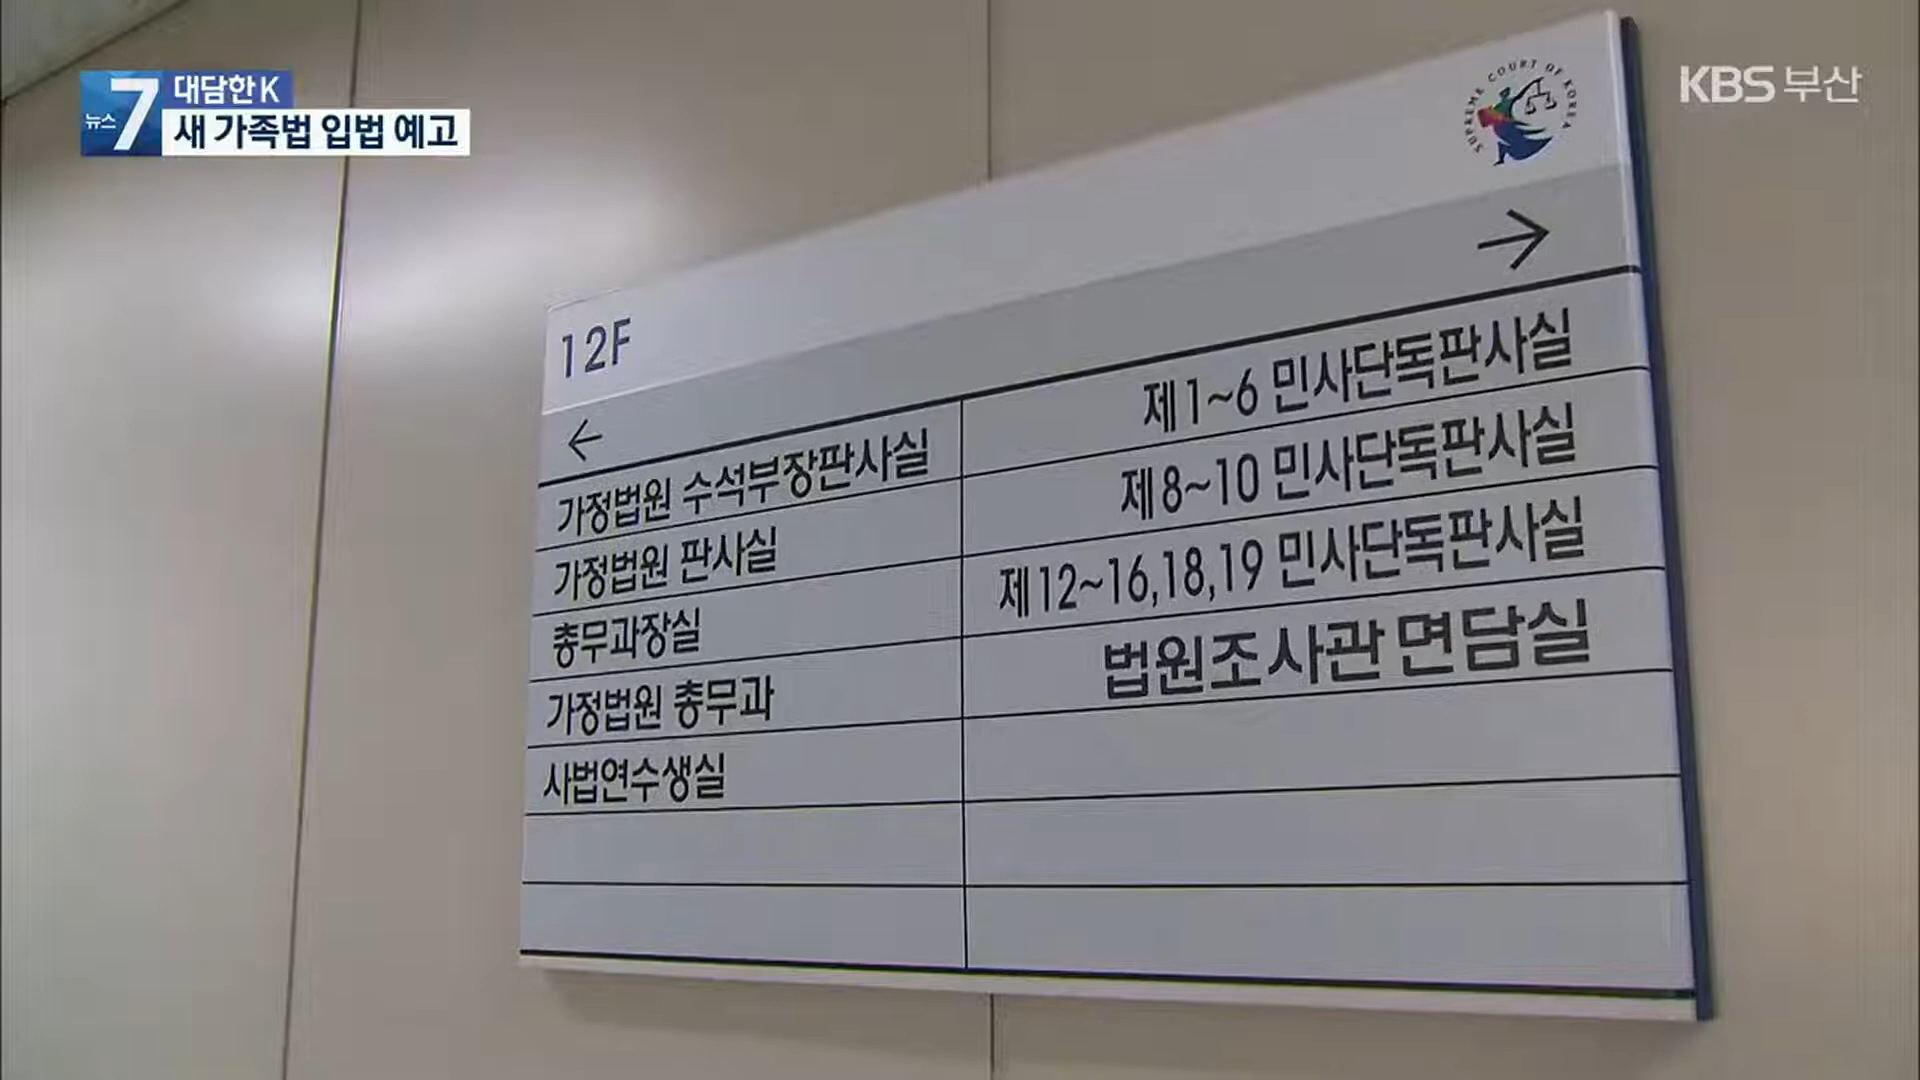 뉴스 7
대담한 K
새 가족법 입법 예고
KBS 부산
SUPREME COURT OF KOREA
12F
←
→
가정법원 수석부장판사실
가정법원 판사실
총무과장실
가정법원 총무과
사법연수생실
제1~6 민사단독판사실
제8~10 민사단독판사실
제12~16,18,19 민사단독판사실
법원조사관 면담실